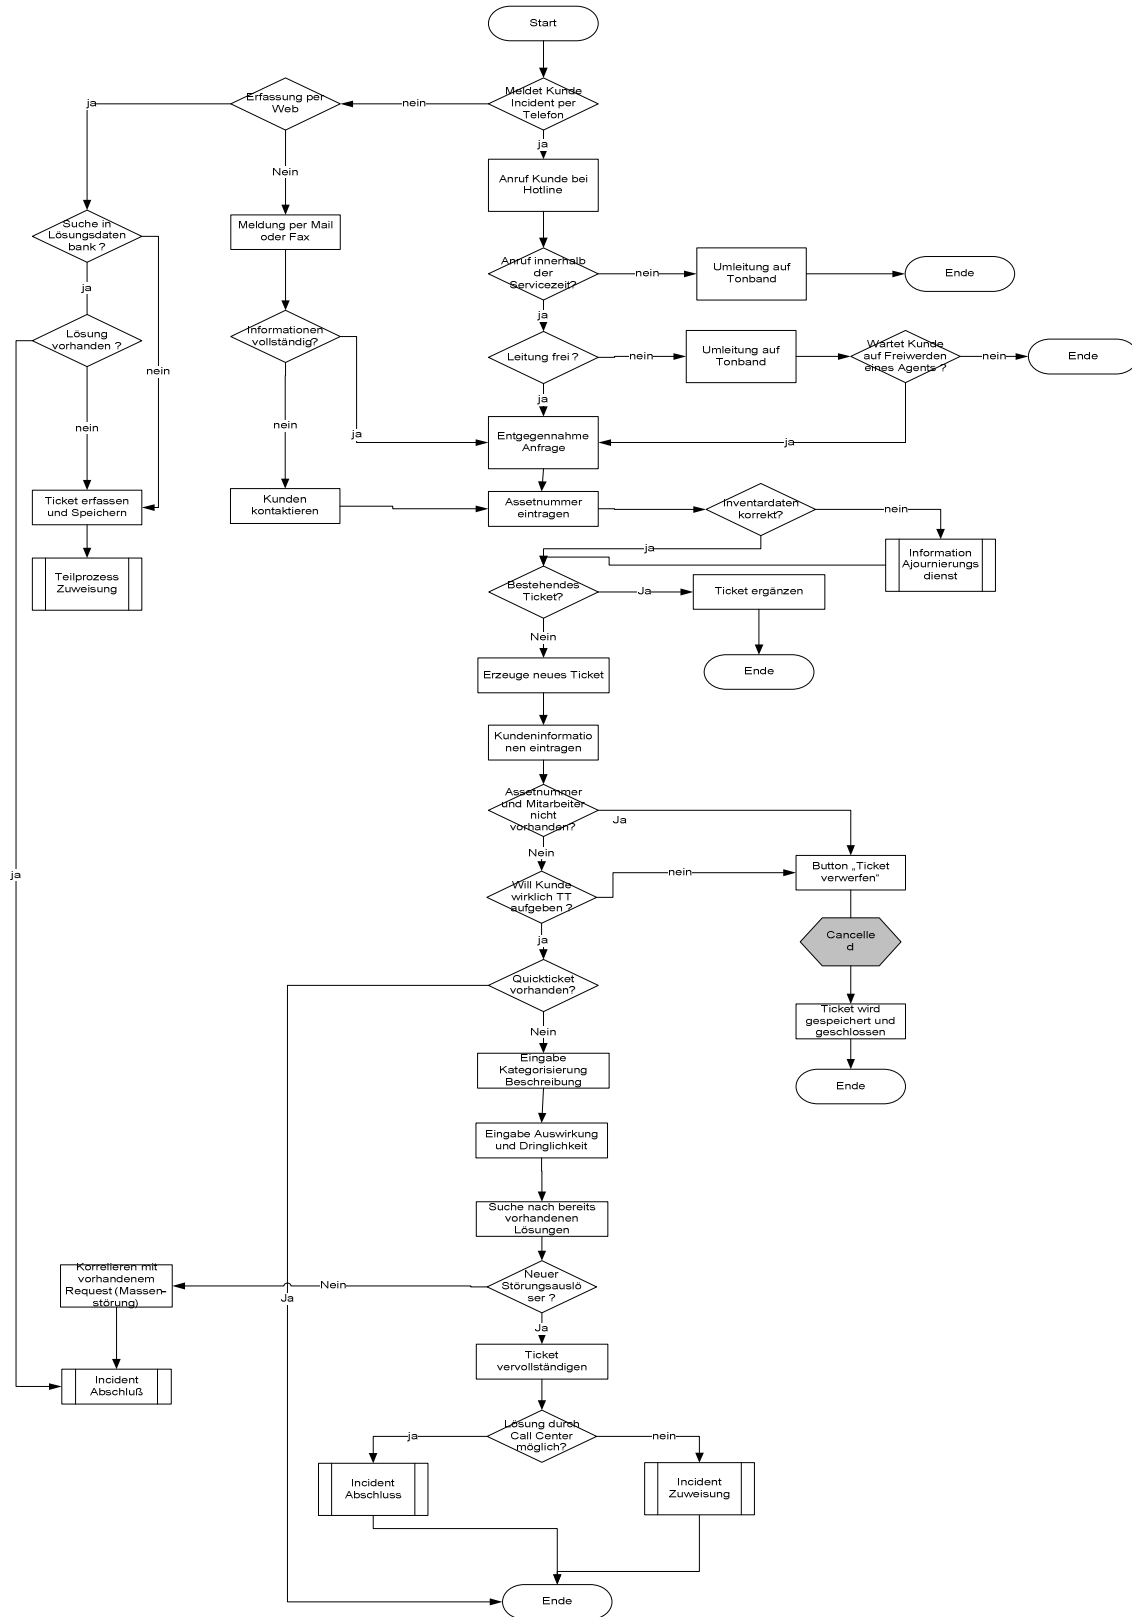 Start
Meldet Kunde
Incident per
Telefon
nein
Erfassung per
Web
ja
ja
Nein
Anruf Kunde bei
Hotline
Suche in
Lösungsdaten
bank ?
Meldung per Mail
oder Fax
Anruf innerhalb
der
Servicezeit?
nein
Umleitung auf
Tonband
Ende
ja
ja
Lösung
vorhanden ?
nein
Informationen
vollständig?
Leitung frei ?
nein
Umleitung auf
Tonband
Wartet Kunde
auf Freiwerden
eines Agents ?
nein
Ende
ja
nein
nein
ja
Entgegennahme
Anfrage
ja
Ticket erfassen
und Speichern
Kunden
kontaktieren
Assetnummer
eintragen
Inventardaten
korrekt?
nein
ja
Information
Ajournierungs
dienst
Teilprozess
Zuweisung
Bestehendes
Ticket?
Ja
Ticket ergänzen
Nein
Ende
Erzeuge neues Ticket
Kundeninformatio
nen eintragen
Assetnummer
und Mitarbeiter
nicht
vorhanden?
Ja
Nein
ja
Will Kunde
wirklich TT
aufgeben ?
nein
Button „Ticket
verwerfen“
ja
Cancelle
d
Quickticket
vorhanden?
Nein
Ticket wird
gespeichert und
geschlossen
Eingabe
Kategorisierung
Beschreibung
Ende
Eingabe Auswirkung
und Dringlichkeit
Suche nach bereits
vorhandenen
Lösungen
Korrelieren mit
vorhandenem
Request (Massen-
störung)
Nein
Ja
Neuer
Störungsauslö
ser ?
Ja
Ticket
vervollständigen
Incident
Abschluß
Lösung durch
Call Center
möglich?
ja
nein
Incident
Abschluss
Incident
Zuweisung
Ende